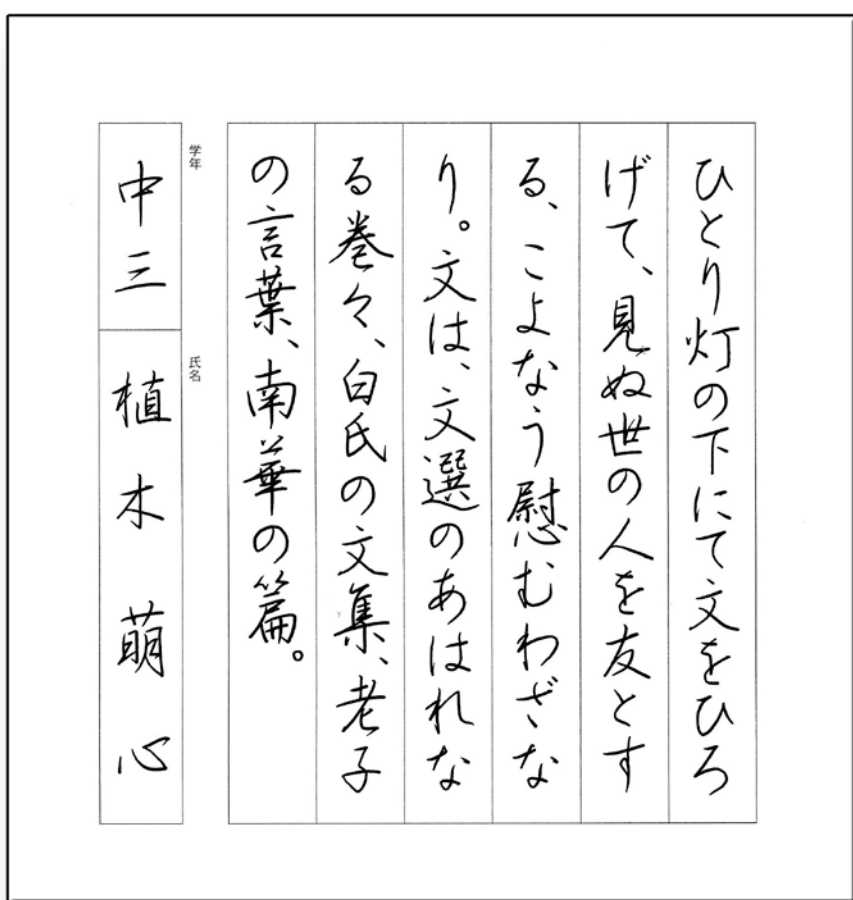 ひとり灯の下にて文をひろ
げて、見ぬ世の人を友とす
る、こよなう慰むわざな
り。文は、文選のあはれな
る巻々、白氏の文集、老子
の言葉、南華の篇。
学年
中三
氏名
植木萌心